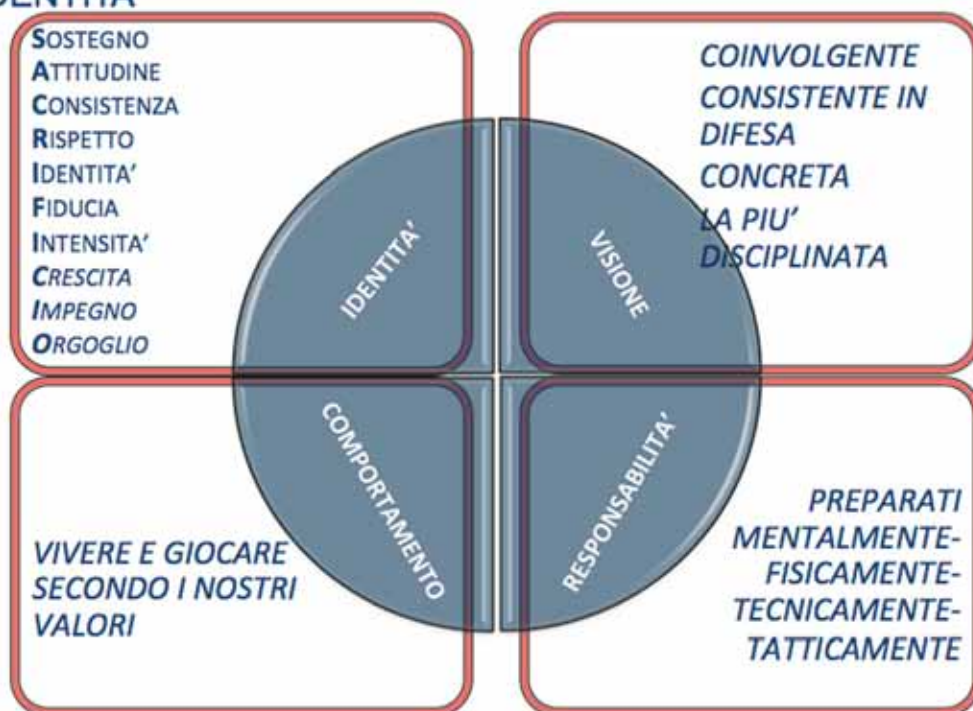 SOSTEGNO
ATTITUDINE
CONSISTENZA
RISPETTO
IDENTITA'
FIDUCIA
INTENSITA'
CRESCITA
IMPEGNO
ORGOGLIO
COINVOLGENTE
CONSISTENTE IN
DIFESA
CONCRETA
LA PIU'
DISCIPLINATA
IDENTITA'
VISIONE
COMPORTAMENTO
RESPONSABILITA'
VIVERE E GIOCARE
SECONDO I NOSTRI
VALORI
PREPARATI
MENTALMENTE-
FISICAMENTE-
TECNICAMENTE-
TATTICAMENTE